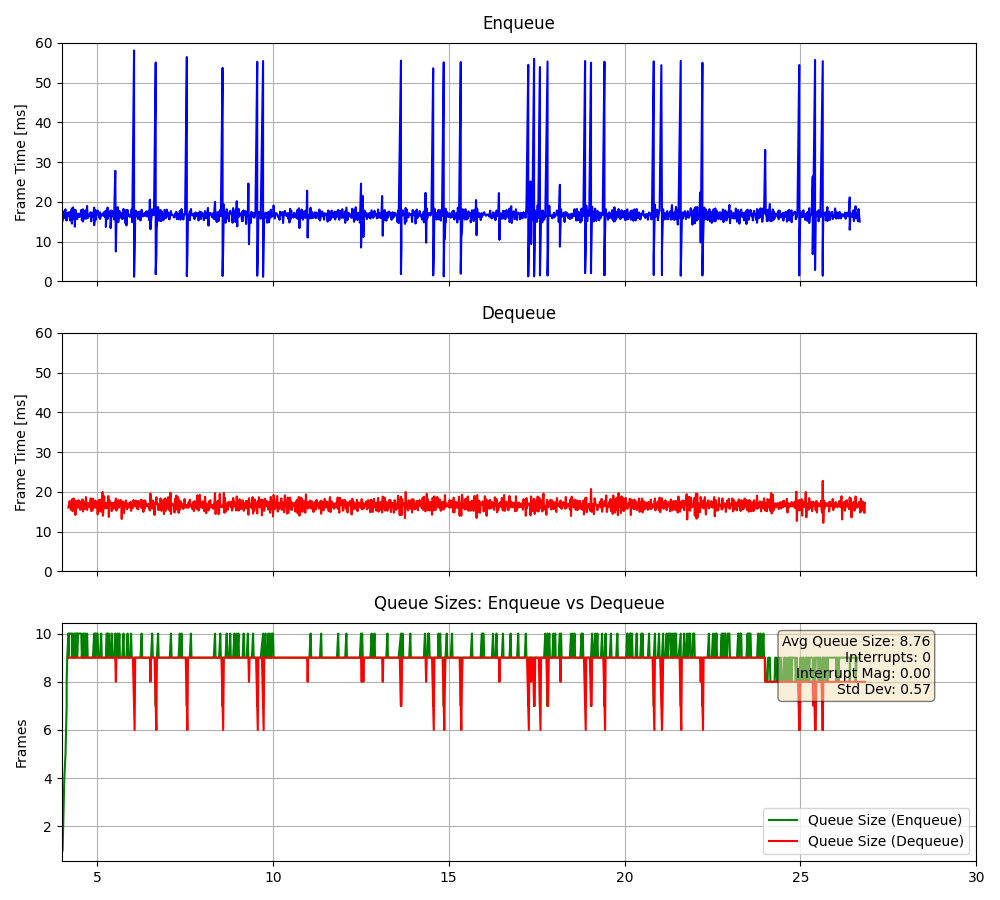 Enqueue
Frame Time [ms]
60
50
40
30
20
10
0
Dequeue
Frame Time [ms]
60
50
40
30
20
10
0
Queue Sizes: Enqueue vs Dequeue
Frames
10
8
6
4
2
Avg Queue Size: 8.76
Interrupts: 0
Interrupt Mag: 0.00
Std Dev: 0.57
Queue Size (Enqueue)
Queue Size (Dequeue)
5 10 15 20 25 30